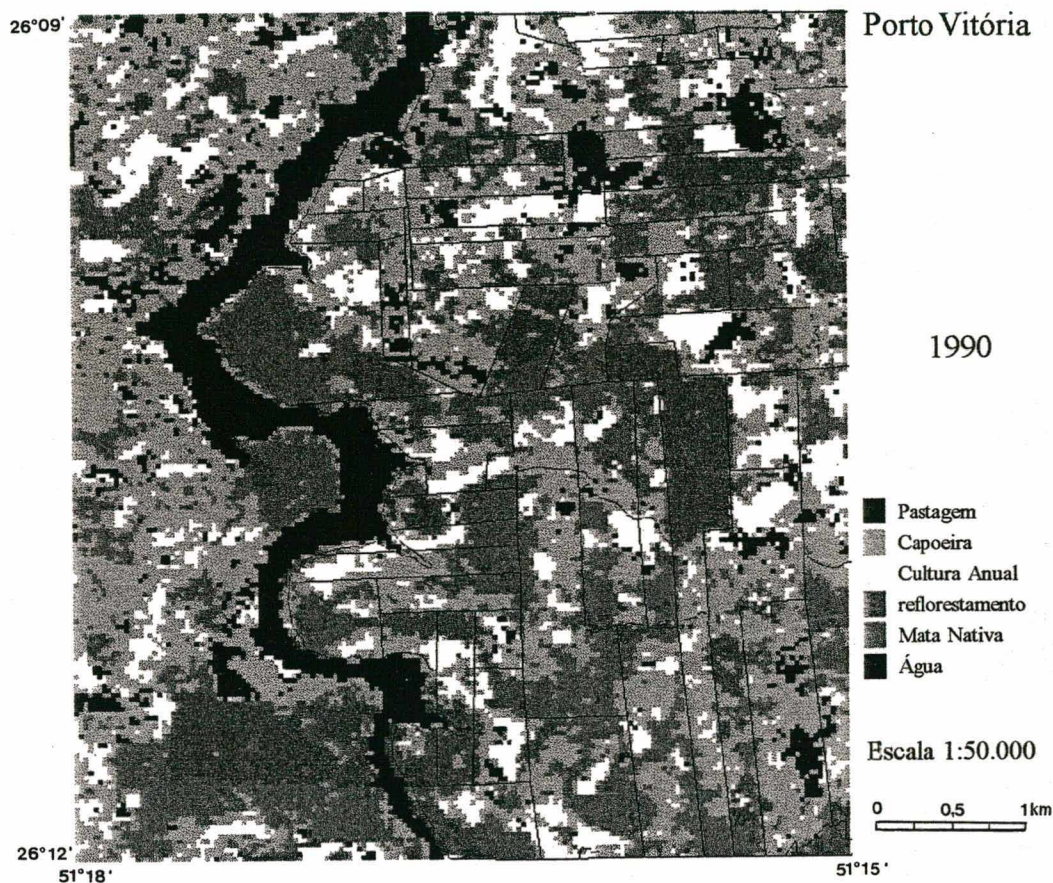 26°09'
Porto Vitória
1990
Pastagem
Capoeira
Cultura Anual
reflorestamento
Mata Nativa
Água
Escala 1:50.000
0 0,5 1km
26°12'
51°18'
51°15'